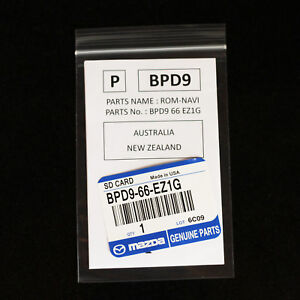 P BPD9
PARTS NAME : ROM-NAVI
PARTS No. : BPD9 66 EZ1G
AUSTRALIA
NEW ZEALAND
SD CARD Made in USA
BPD9-66-EZ1G
QTY 1 LOT 6C09
mazda GENUINE PARTS